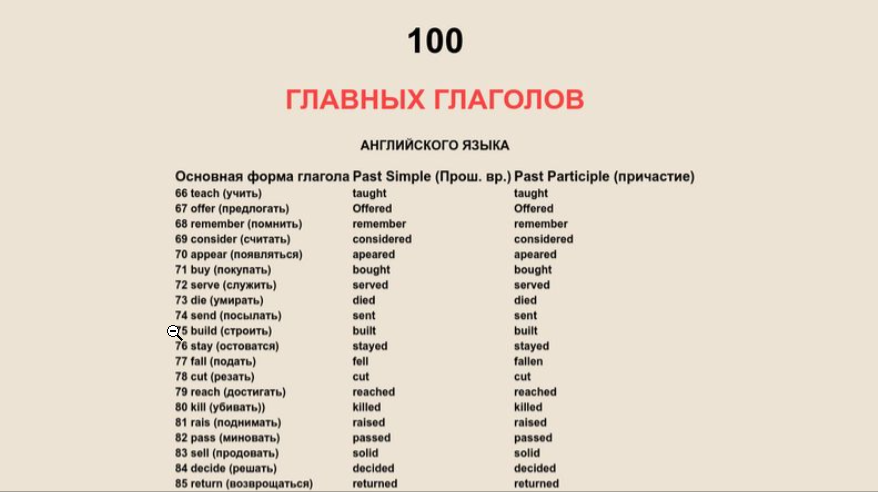 100
ГЛАВНЫХ ГЛАГОЛОВ
АНГЛИЙСКОГО ЯЗЫКА
Основная форма глагола Past Simple (Прош. вр.) Past Participle (причастие)
66 teach (учить) taught taught
67 offer (предлогать) Offered Offered
68 remember (помнить) remember remember
69 consider (считать) considered considered
70 appear (появляться) apeared apeared
71 buy (покупать) bought bought
72 serve (служить) served served
73 die (умирать) died died
74 send (посылать) sent sent
75 build (строить) built built
76 stay (остоватся) stayed stayed
77 fall (подать) fell fallen
78 cut (резать) cut cut
79 reach (достигать) reached reached
80 kill (убивать)) killed killed
81 rais (поднимать) raised raised
82 pass (миновать) passed passed
83 sell (продовать) solid solid
84 decide (решать) decided decided
85 return (возврощаться) returned returned